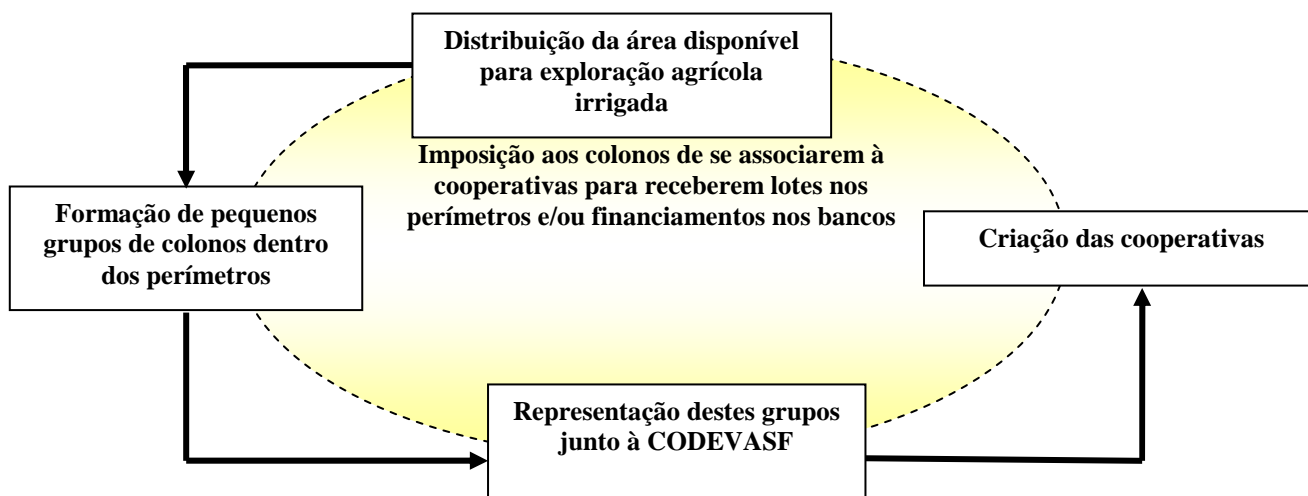 Distribuição da área disponível
para exploração agrícola
irrigada
Imposição aos colonos de se associarem à
cooperativas para receberem lotes nos
perímetros e/ou financiamentos nos bancos
Formação de pequenos
grupos de colonos dentro
dos perímetros
Criação das cooperativas
Representação destes grupos
junto à CODEVASF